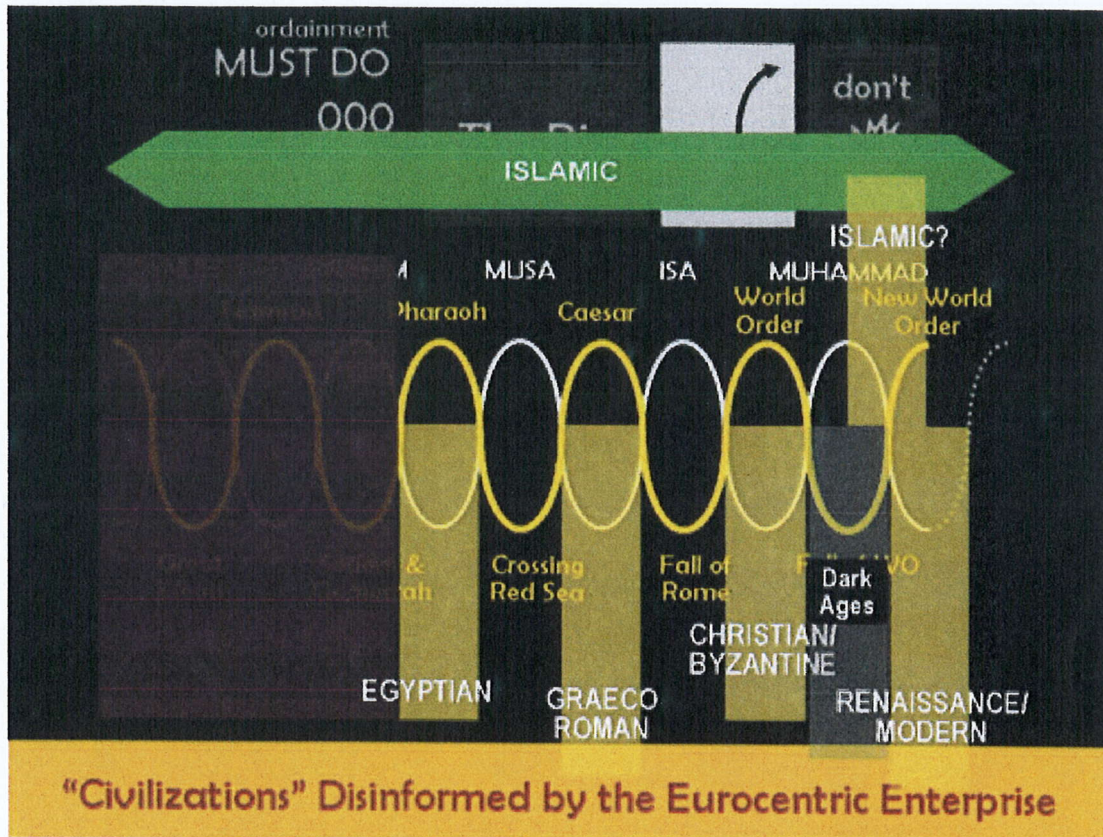 ordainment
MUST DO
000
don't
ISLAMIC
ISLAMIC?
MUSA
ISA
MUHAMMAD
Pharaoh
Caesar
World
Order
New World
Order
&
Crossing
Red Sea
Fall of
Rome
Dark
Ages
CHRISTIAN/
BYZANTINE
EGYPTIAN
GRAECO
ROMAN
RENAISSANCE/
MODERN
"Civilizations" Disinformed by the Eurocentric Enterprise